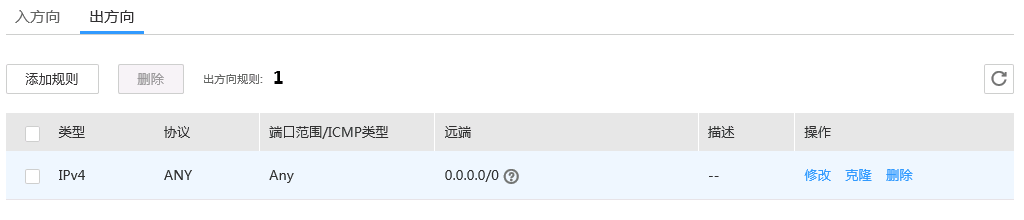 入方向 出方向
添加规则 删除 出方向规则: 1
类型 协议 端口范围/ICMP类型 远端 描述 操作
IPv4 ANY Any 0.0.0.0/0 ? -- 修改 克隆 删除